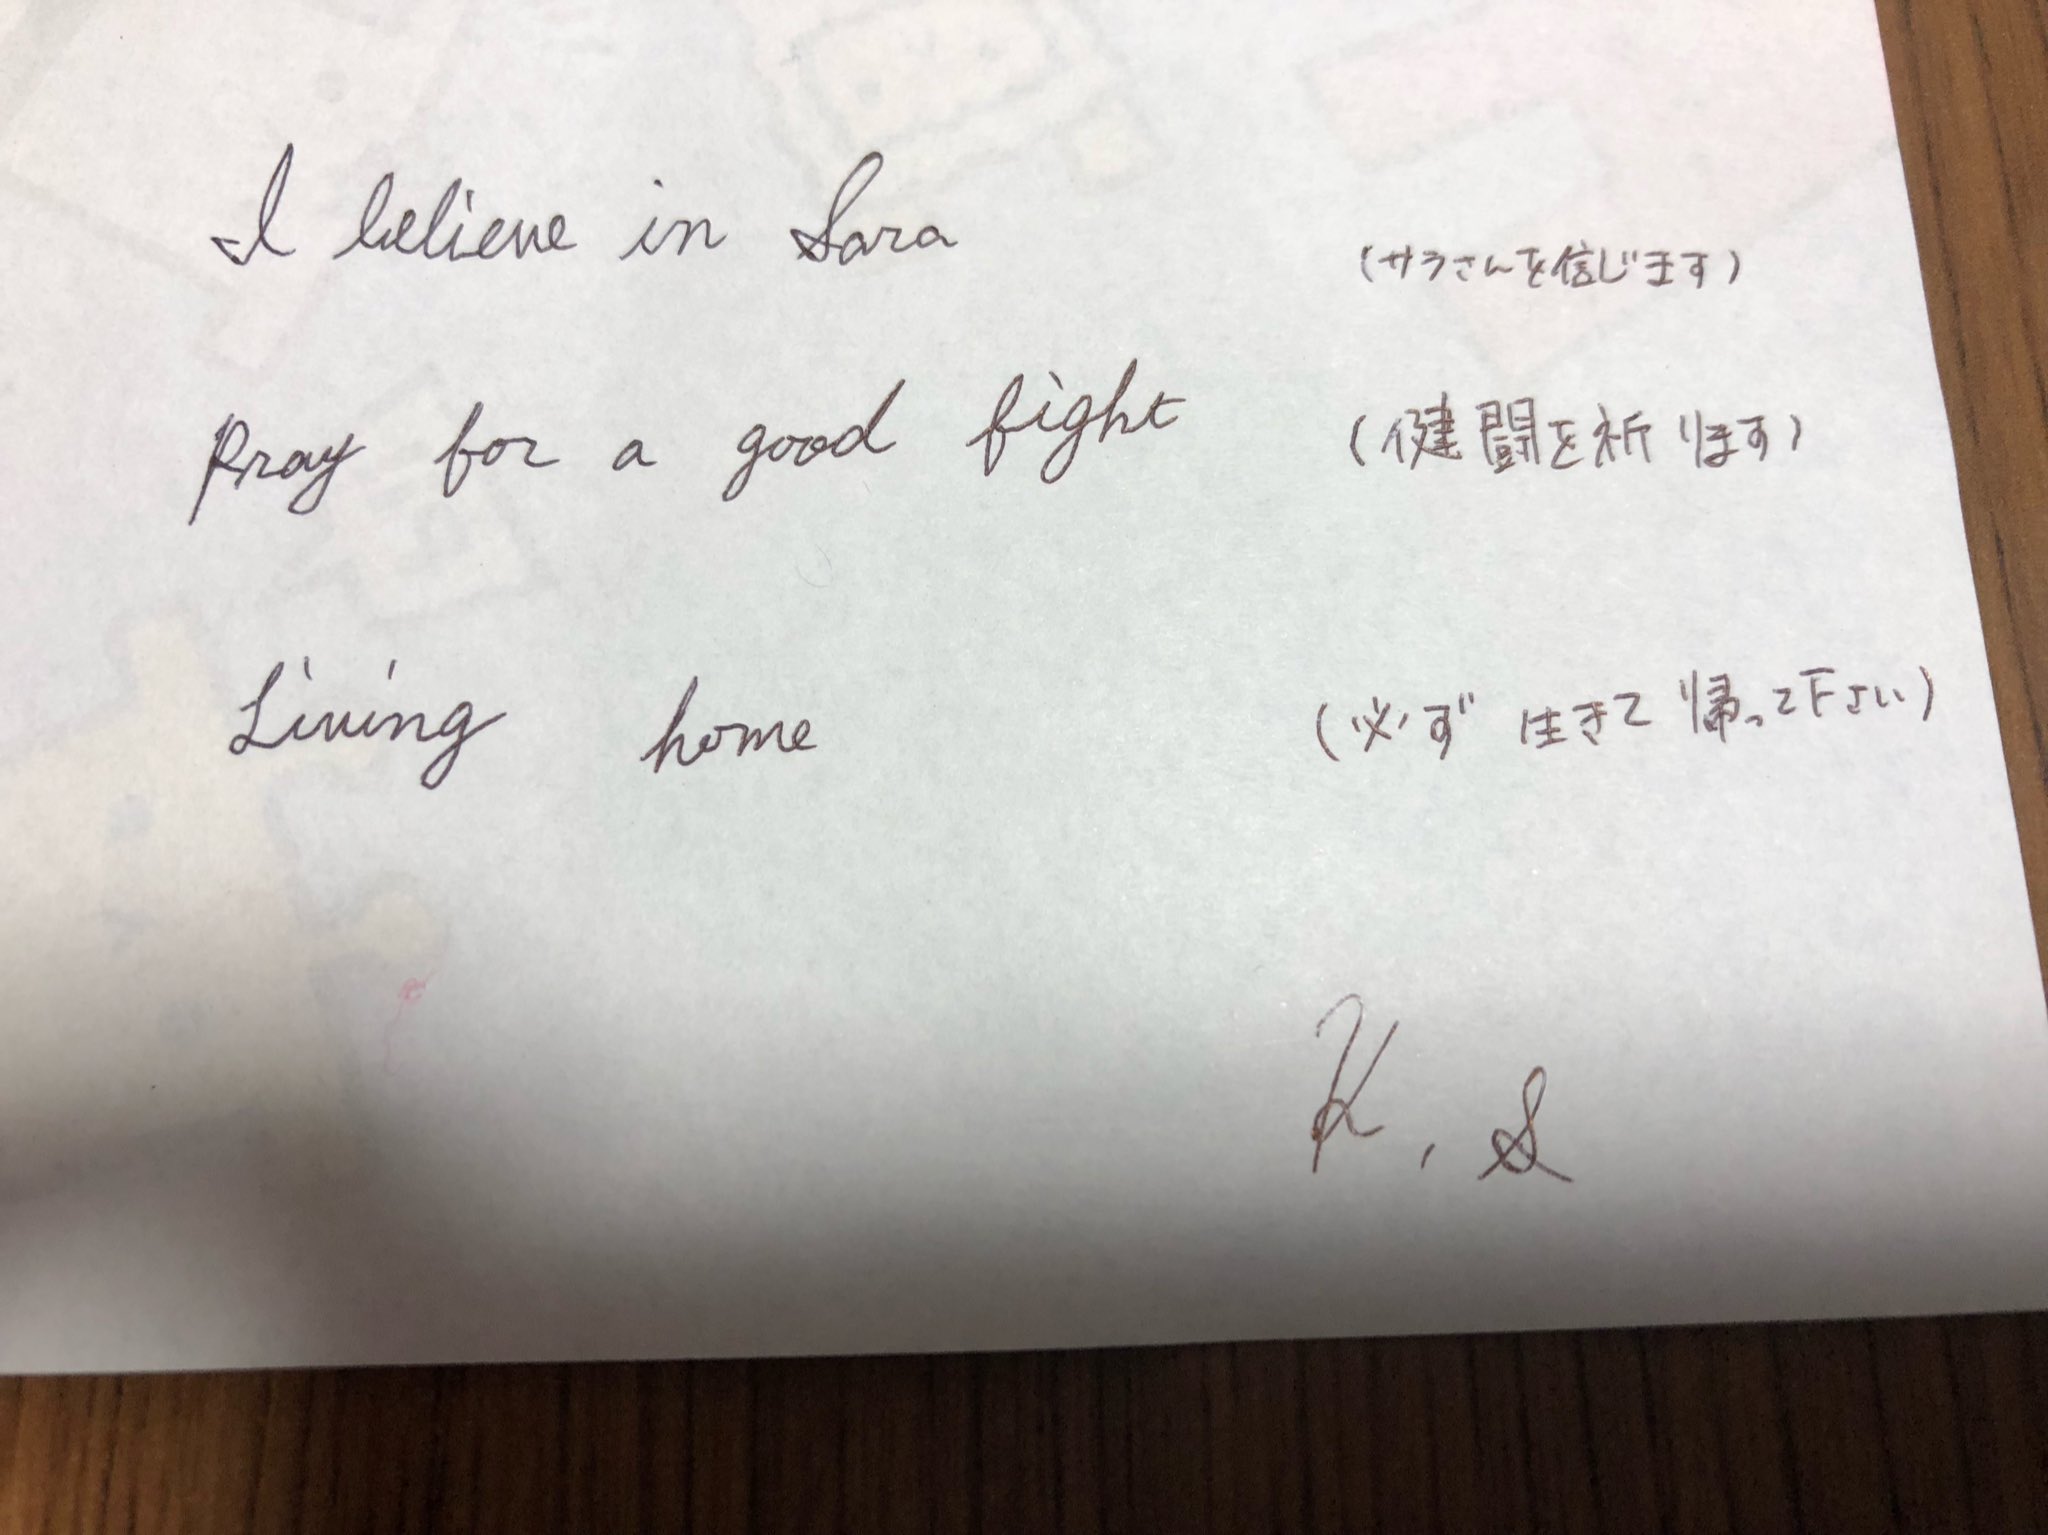 I believe in Sara (サラさんを信じます)
Pray for a good fight (健闘を祈ります)
Living home (必ず生きて帰って下さい)
K, S